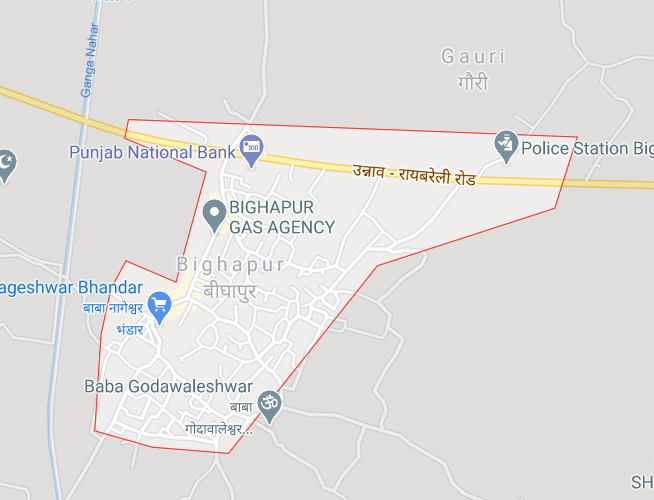 Ganga Nahar
Gauri
गौरी
Punjab National Bank
Police Station Big
उन्नाव - रायबरेली रोड
BIGHAPUR
GAS AGENCY
Bighapur
बीघापुर
ageshwar Bhandar
बाबा नागेश्वर
भंडार
Baba Godawaleshwar
बाबा
गोदावालेश्वर...
SH